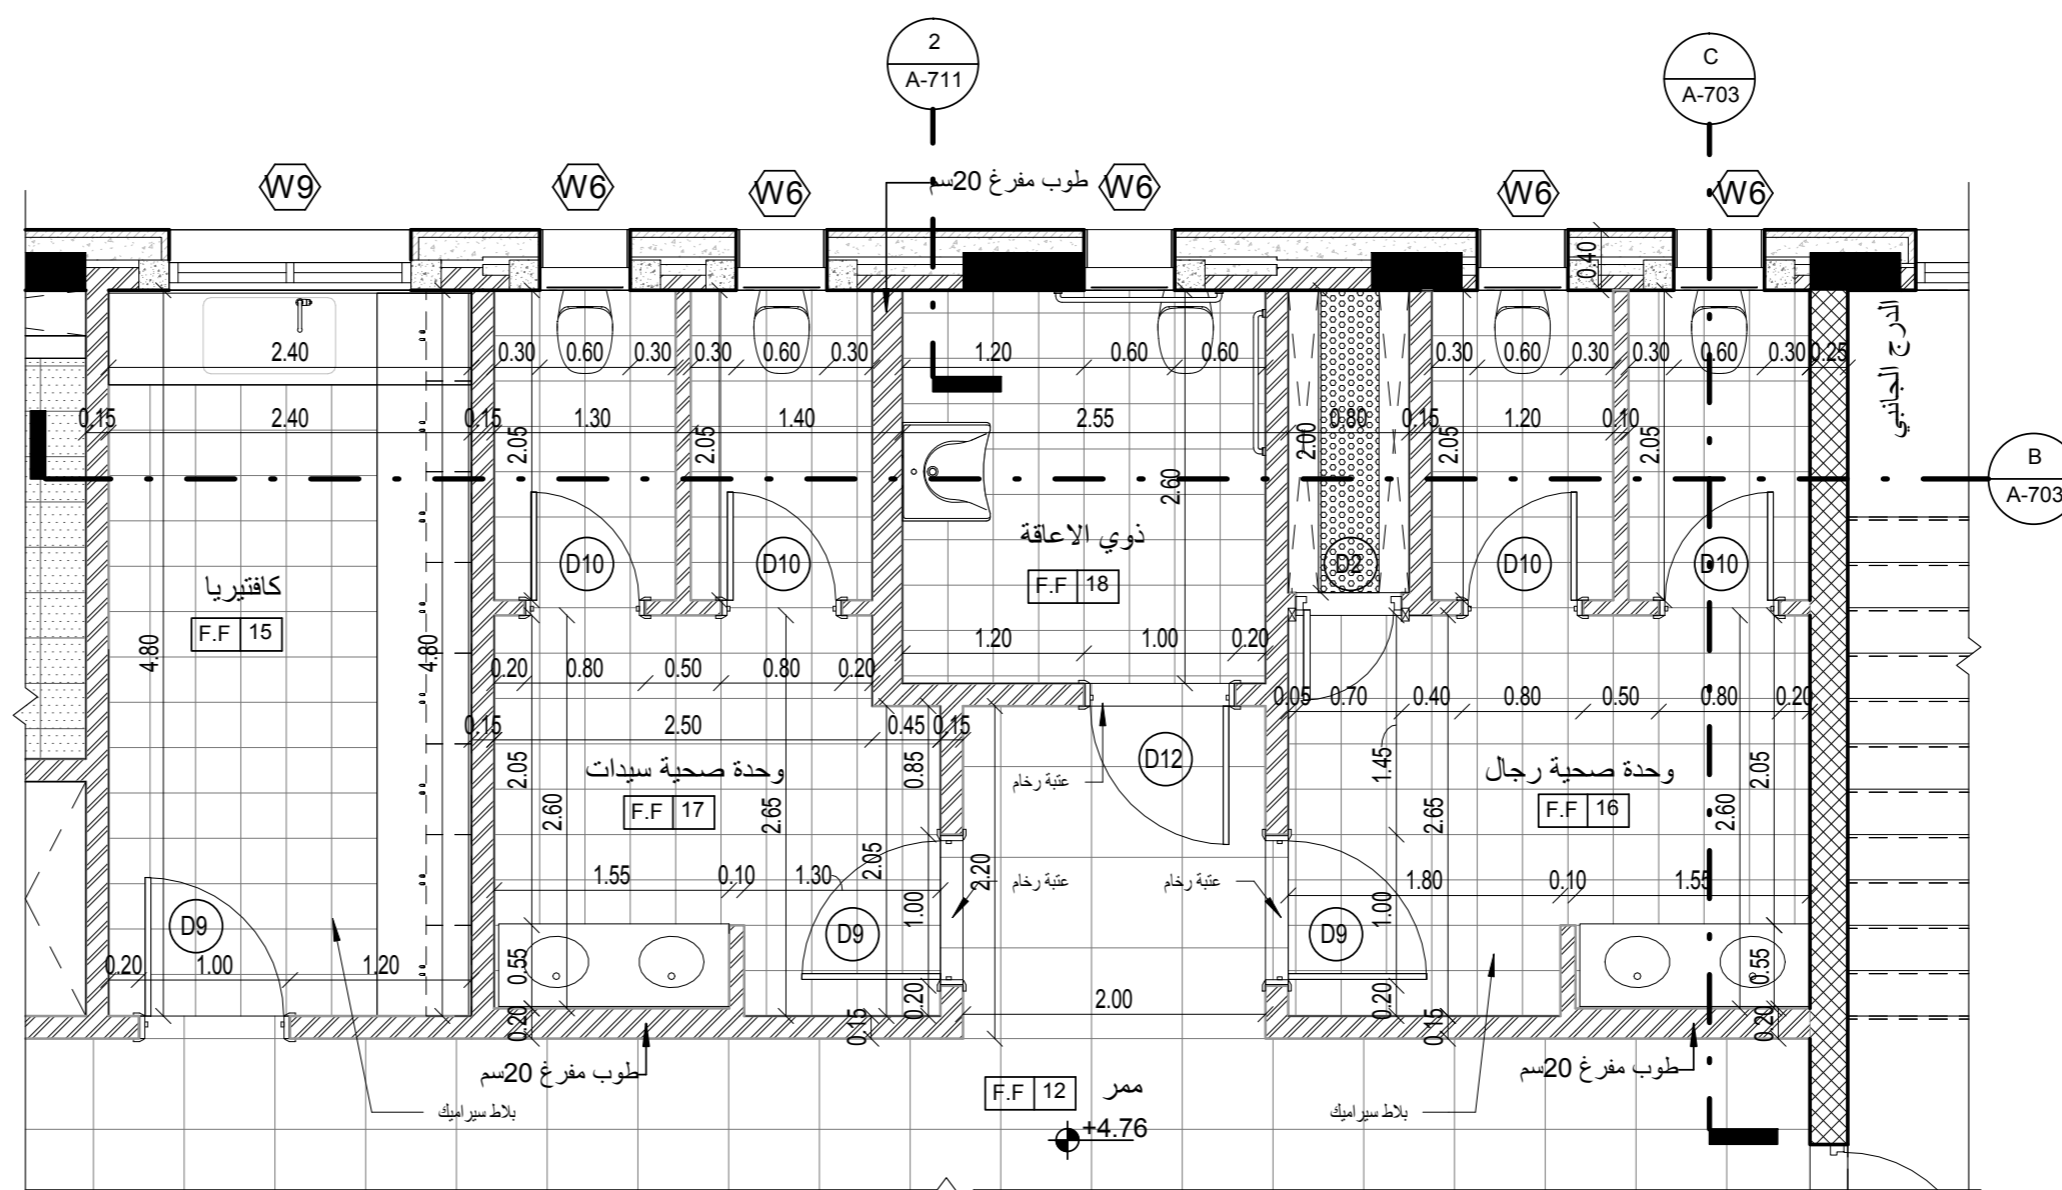 2
A-711
C
A-703
W9
W6
W6
طوب مفرغ 20سم
W6
W6
W6
0.40
الدرج الجانبي
2.40
0.30
0.60
0.30
0.30
0.60
0.30
1.20
0.60
0.60
0.30
0.60
0.30
0.30
0.60
0.30
0.25
0.15
2.40
0.15
1.30
1.40
2.55
0.80
0.15
1.20
0.10
2.05
2.05
2.60
2.00
2.05
2.05
B
A-703
D10
D10
ذوي الاعاقة
F.F 18
D2
D10
D10
كافتيريا
F.F 15
4.80
4.80
1.20
1.00
0.20
0.20
0.80
0.50
0.80
0.20
0.05
0.70
0.40
0.80
0.50
0.80
0.20
0.15
2.50
0.45
0.15
D12
وحدة صحية سيدات
F.F 17
2.05
2.60
2.65
0.85
عتبة رخام
وحدة صحية رجال
F.F 16
1.45
2.65
2.60
2.05
1.55
0.10
1.30
2.05
2.20
عتبة رخام
عتبة رخام
1.80
0.10
1.55
D9
D9
D9
1.00
1.00
0.20
1.00
1.20
0.55
0.55
2.00
0.20
0.15
0.20
0.20
0.15
0.20
طوب مفرغ 20سم
طوب مفرغ 20سم
F.F 12
ممر
بلاط سيراميك
بلاط سيراميك
+4.76